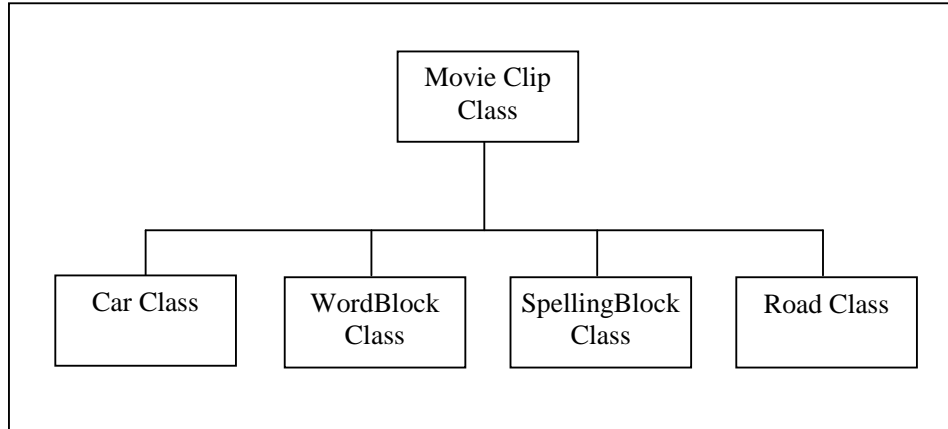 Movie Clip
Class
Car Class
WordBlock
Class
SpellingBlock
Class
Road Class